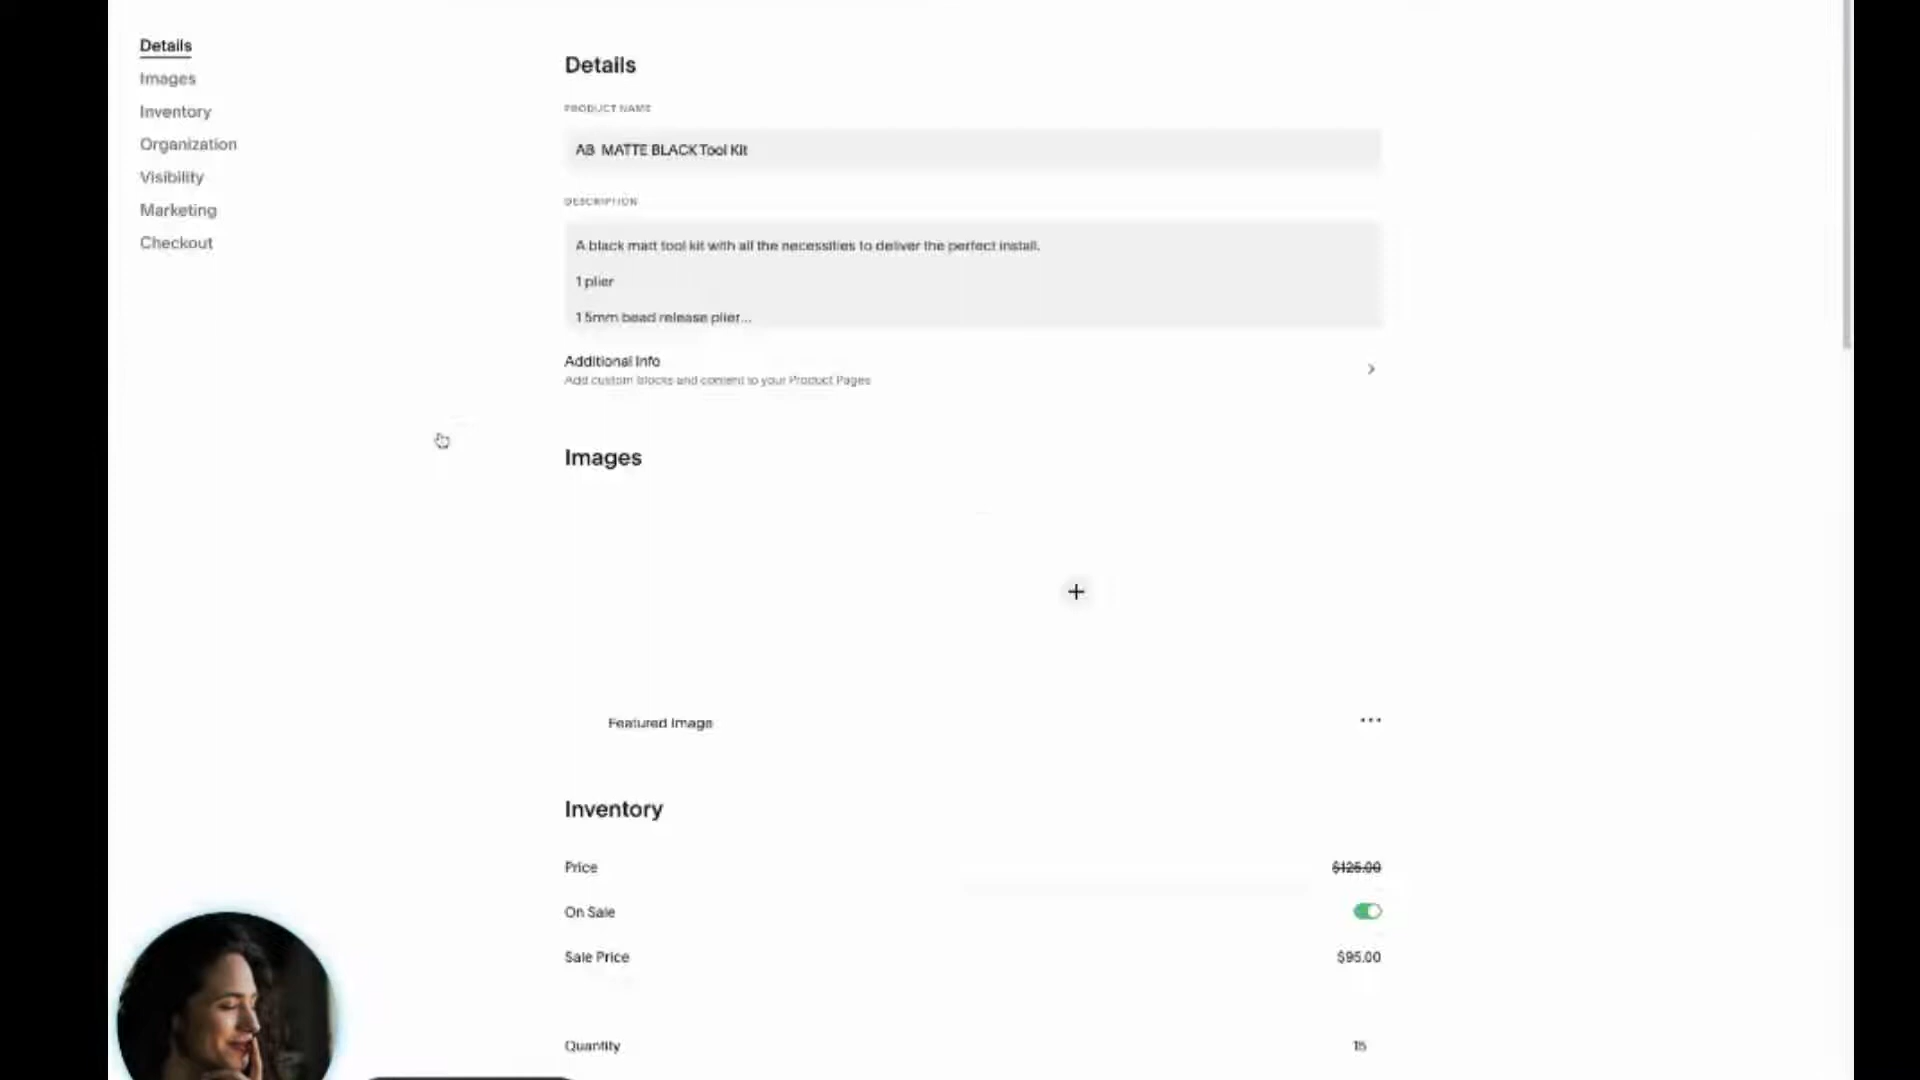 Details
Images
Inventory
Organization
Visibility
Marketing
Checkout
Details
PRODUCT NAME
AB MATTE BLACK Tool Kit
DESCRIPTION
A black matt tool kit with all the necessities to deliver the perfect install.
1 plier
1 5mm bead release plier...
Additional Info
Add custom blocks and content to your Product Pages
Images
Featured Image
Inventory
Price $125.00
On Sale
Sale Price $95.00
Quantity 15